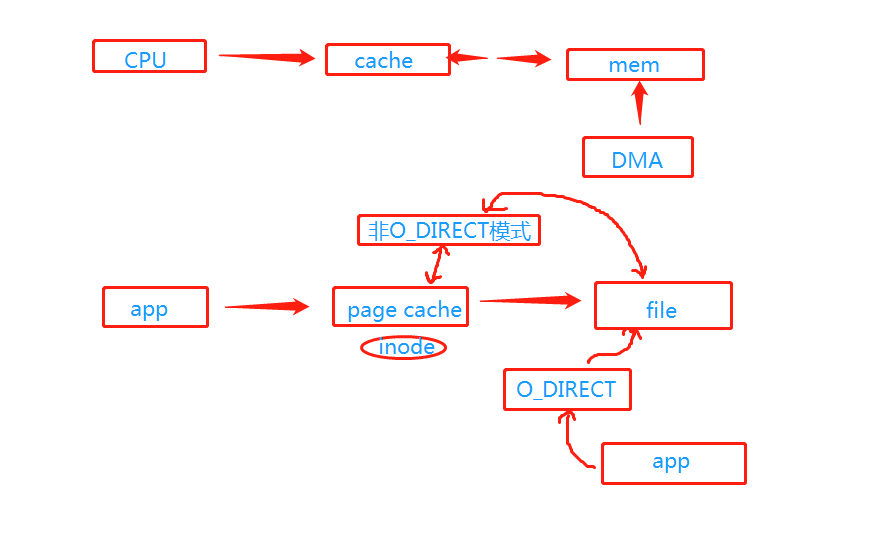 CPU
cache
mem
DMA
非O_DIRECT模式
app
page cache
file
inode
O_DIRECT
app